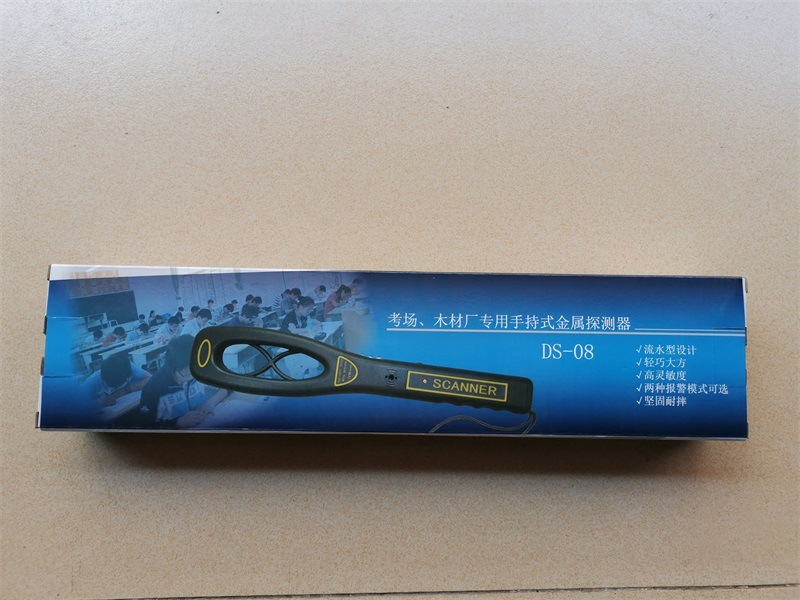 考场、木材厂专用手持式金属探测器
DS-08
√流水型设计
√轻巧大方
√高灵敏度
√两种报警模式可选
√坚固耐摔
SCANNER